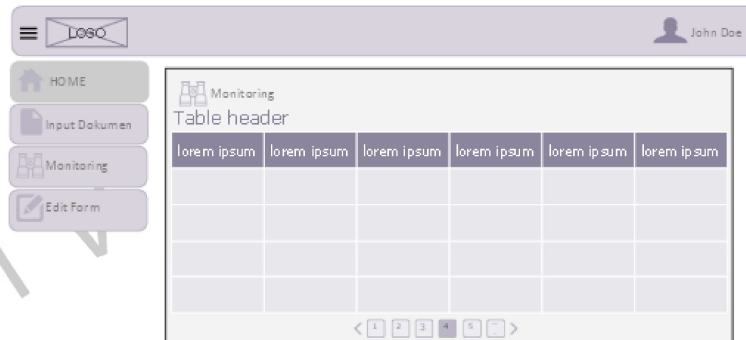 LOGO
John Doe
HOME
Input Dokumen
Monitoring
Edit Form
Monitoring
Table header
lorem ipsum lorem ipsum lorem ipsum lorem ipsum lorem ipsum lorem ipsum
< 1 2 3 4 5 ... >